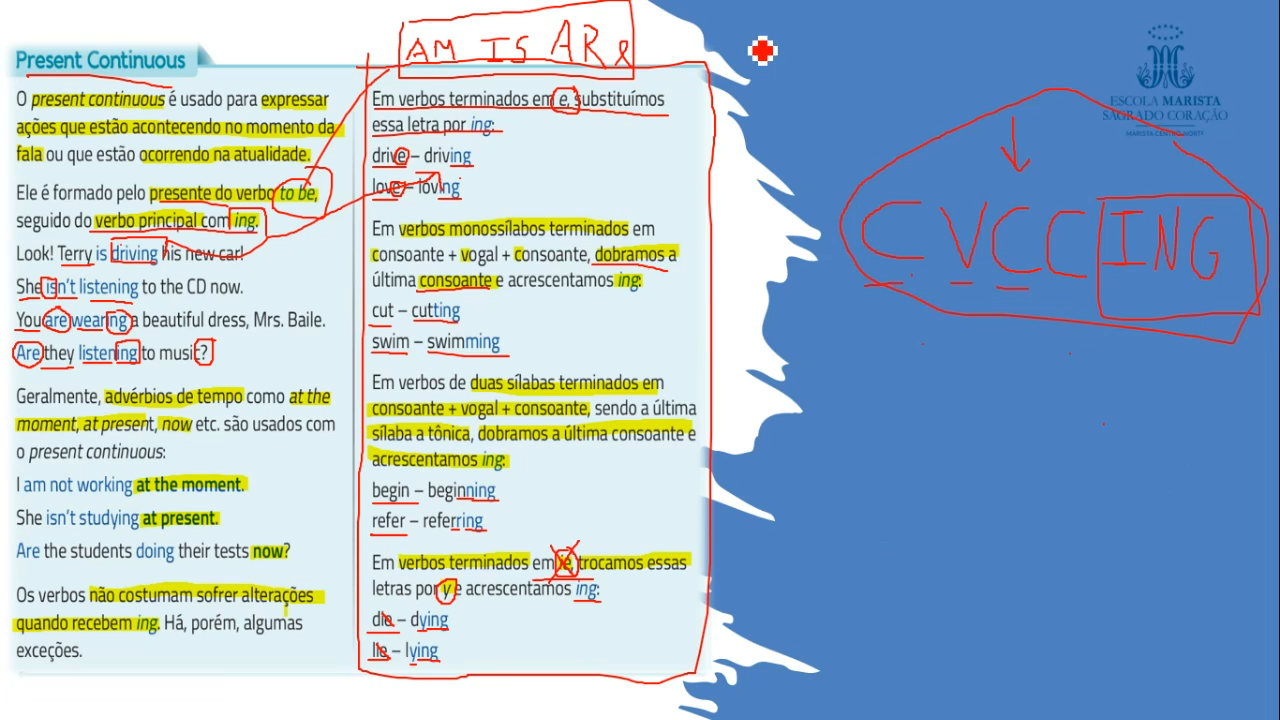 Present Continuous
O present continuous é usado para expressar
ações que estão acontecendo no momento da
fala ou que estão ocorrendo na atualidade.
Ele é formado pelo presente do verbo to be,
seguido do verbo principal com ing.
Look! Terry is driving his new car!
She isn't listening to the CD now.
You are wearing a beautiful dress, Mrs. Baile.
Are they listening to music?
Geralmente, advérbios de tempo como at the
moment, at present, now etc. são usados com
o present continuous:
I am not working at the moment.
She isn't studying at present.
Are the students doing their tests now?
Os verbos não costumam sofrer alterações
quando recebem ing. Há, porém, algumas
exceções.
AM IS ARe
Em verbos terminados em e, substituímos
essa letra por ing:
drive – driving
love – loving
Em verbos monossílabos terminados em
consoante + vogal + consoante, dobramos a
última consoante e acrescentamos ing:
cut – cutting
swim – swimming
Em verbos de duas sílabas terminados em
consoante + vogal + consoante, sendo a última
sílaba a tônica, dobramos a última consoante e
acrescentamos ing:
begin – beginning
refer – referring
Em verbos terminados em ie, trocamos essas
letras por y e acrescentamos ing:
die – dying
lie – lying
ESCOLA MARISTA
SAGRADO CORAÇÃO
MARISTA CENTRO-NORTE
C V C C ING